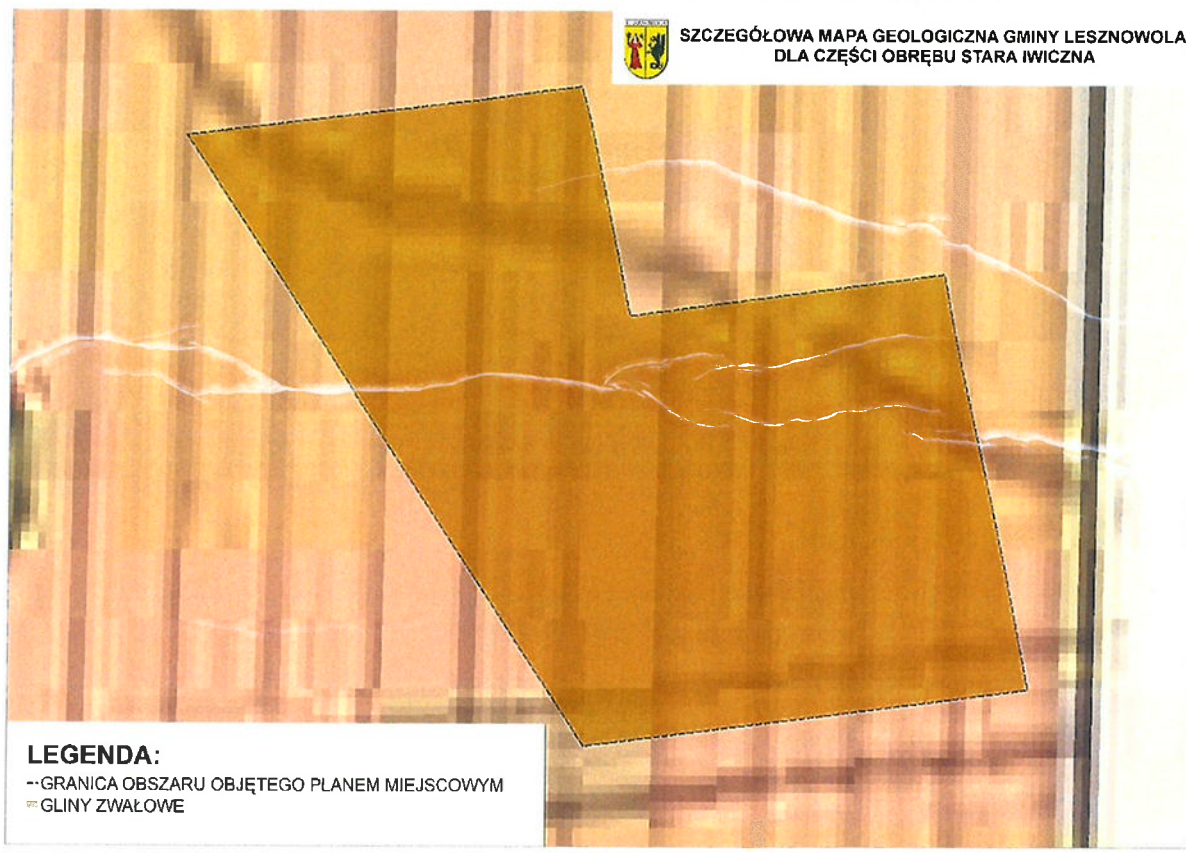 SZCZEGÓŁOWA MAPA GEOLOGICZNA GMINY LESZNOWOLA
DLA CZĘŚCI OBRĘBU STARA IWICZNA
LEGENDA:
GRANICA OBSZARU OBJĘTEGO PLANEM MIEJSCOWYM
GLINY ZWAŁOWE